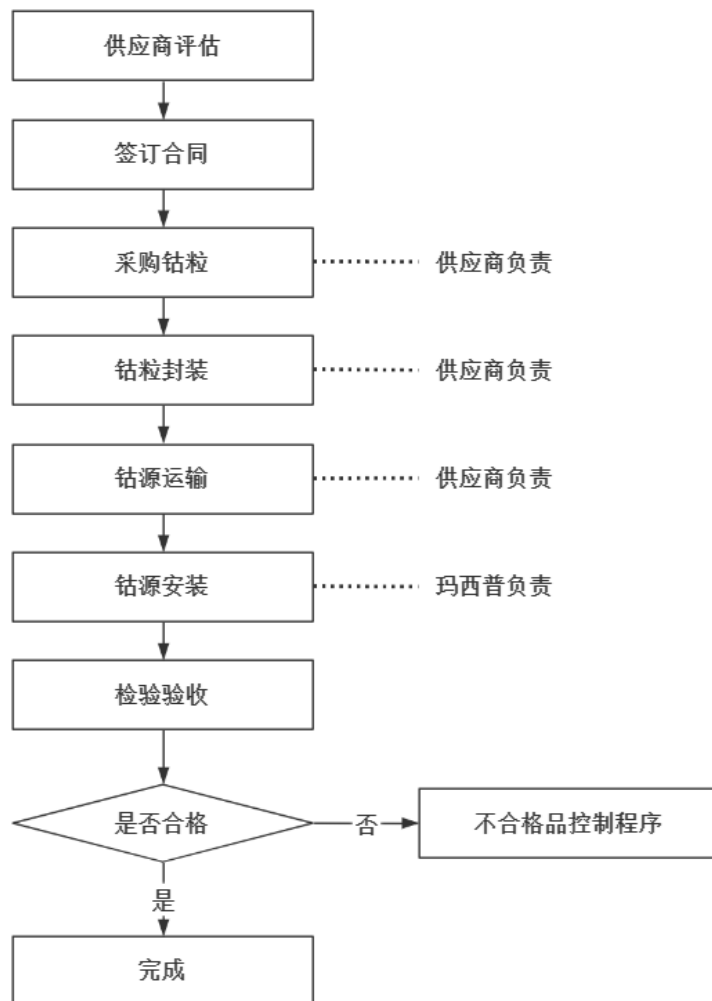 供应商评估
签订合同
采购钴粒
供应商负责
钴粒封装
供应商负责
钴源运输
供应商负责
钴源安装
玛西普负责
检验验收
是否合格
否
不合格品控制程序
是
完成